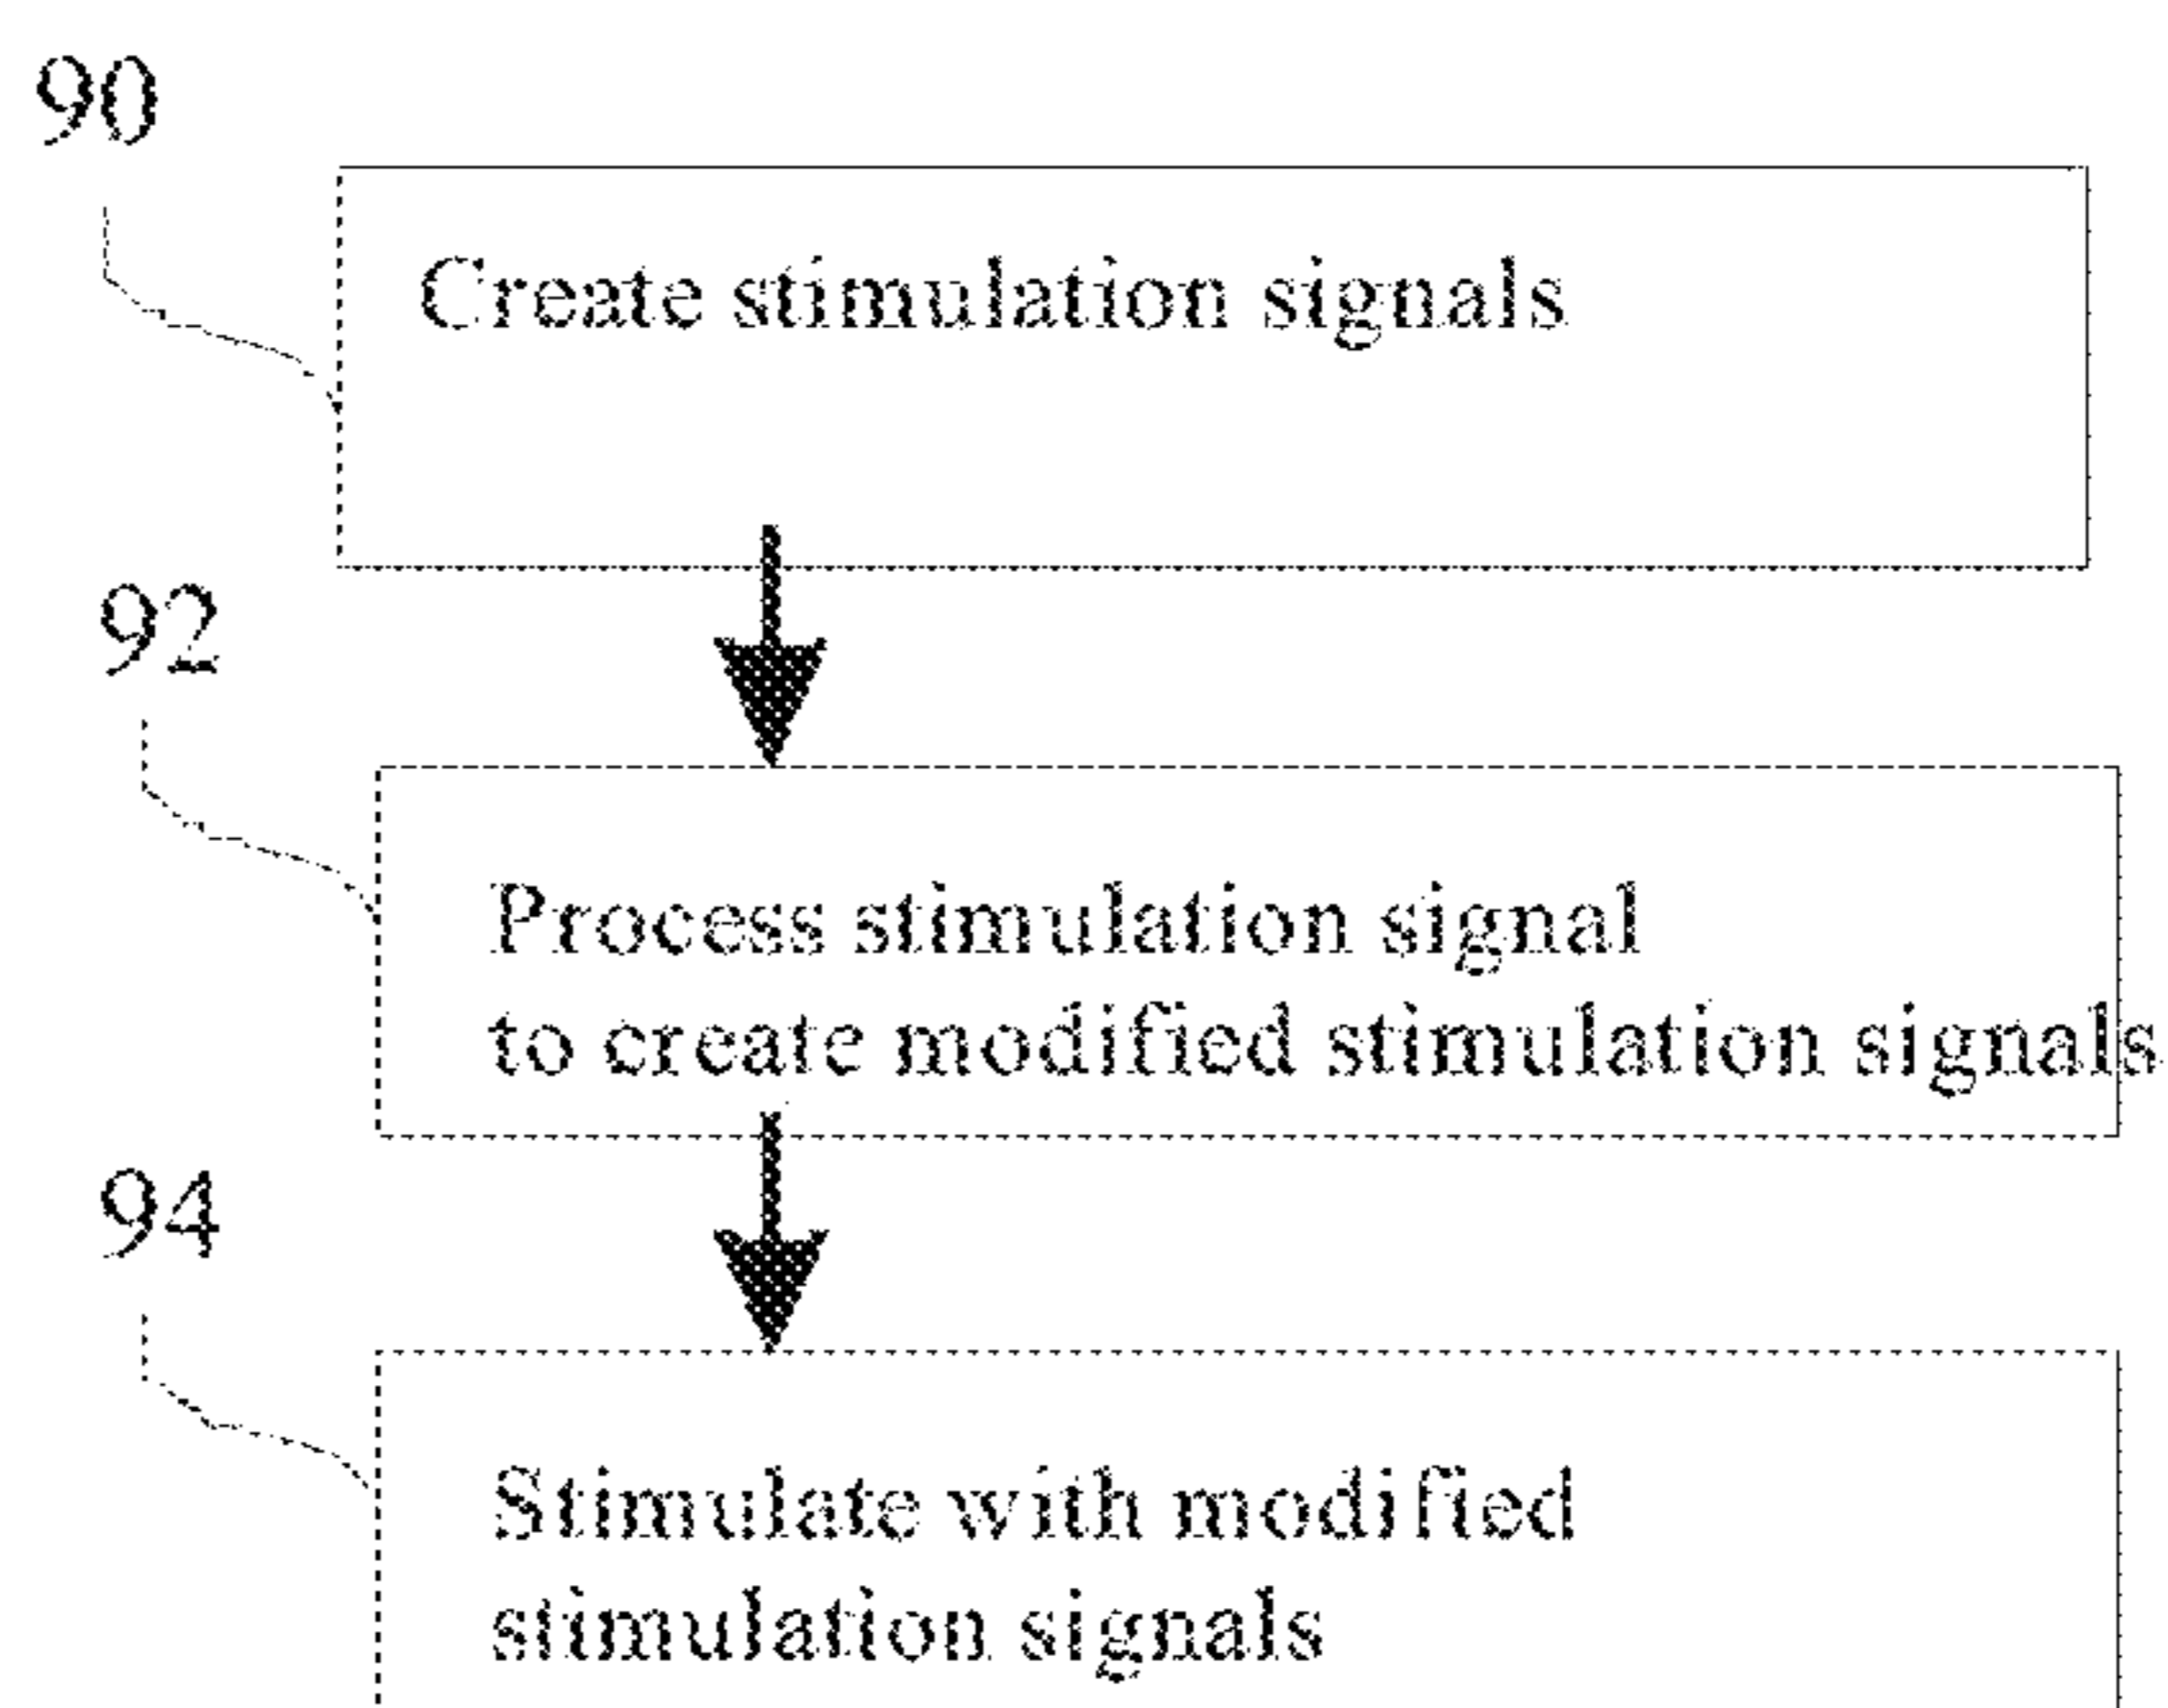 90
Create stimulation signals
92
Process stimulation signal
to create modified stimulation signals
94
Stimulate with modified
stimulation signals